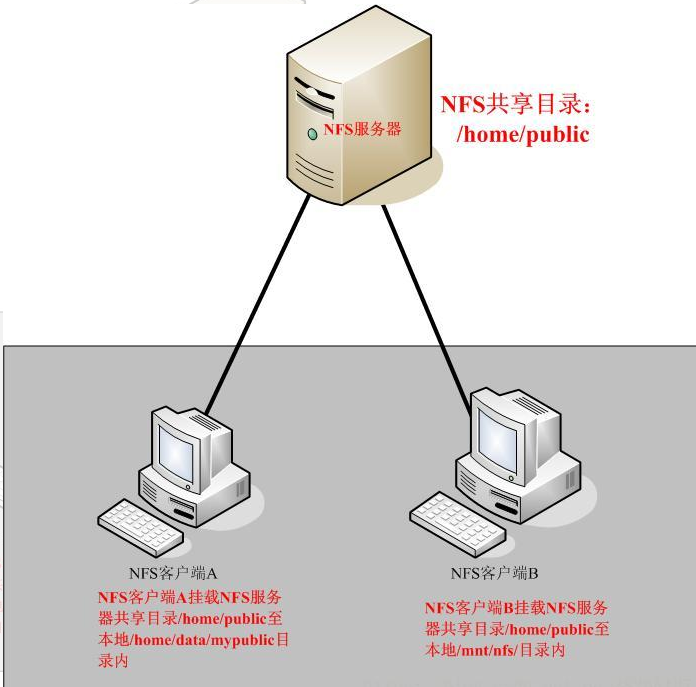 NFS服务器
NFS共享目录：
/home/public
NFS客户端A
NFS客户端A挂载NFS服务
器共享目录/home/public至
本地/home/data/mypublic目
录内
NFS客户端B
NFS客户端B挂载NFS服务
器共享目录/home/public至
本地/mnt/nfs/目录内